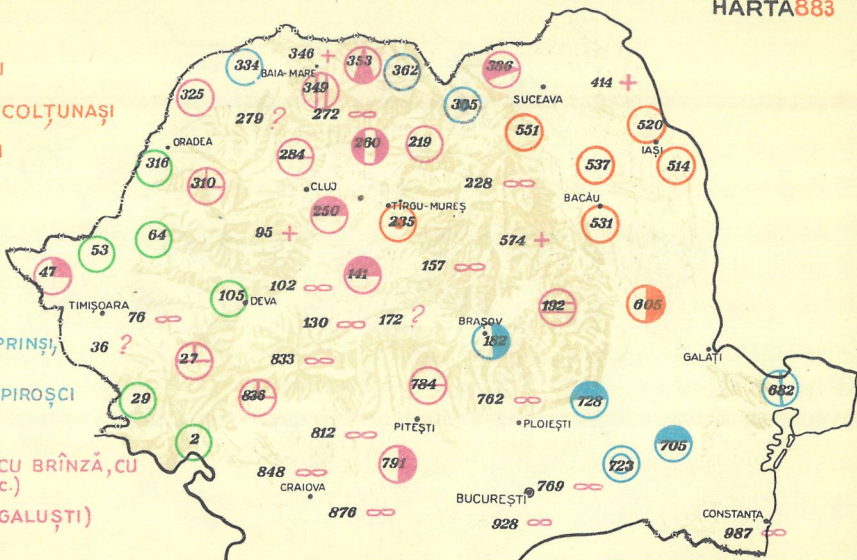 HARTA 883
I
COLȚUNAȘI
I
PRINȘI,
PIROȘCI
CU BRÎNZĂ, CU
c.)
GALUȘTI)
334
346 +
BAIA-MARE
353
362
386
414 +
325
349
SUCEAVA
279 ?
272 ∞
551
520
IAȘI
ORADEA
316
284
260
219
537
514
310
CLUJ
228 ∞
BACĂU
250
TÎRGU-MUREȘ
235
531
64
95 +
574 +
53
47
141
157 ∞
102 ∞
TIMIȘOARA
105
DEVA
192
605
76 ∞
130 ∞
172 ?
BRAȘOV
182
36 ?
27
833 ∞
GALAȚI
29
836
784
762 ∞
728
682
PITEȘTI
PLOIEȘTI
2
812 ∞
705
848 ∞
791
723
CRAIOVA
769 ∞
BUCUREȘTI
876 ∞
928 ∞
CONSTANȚA
987 ∞